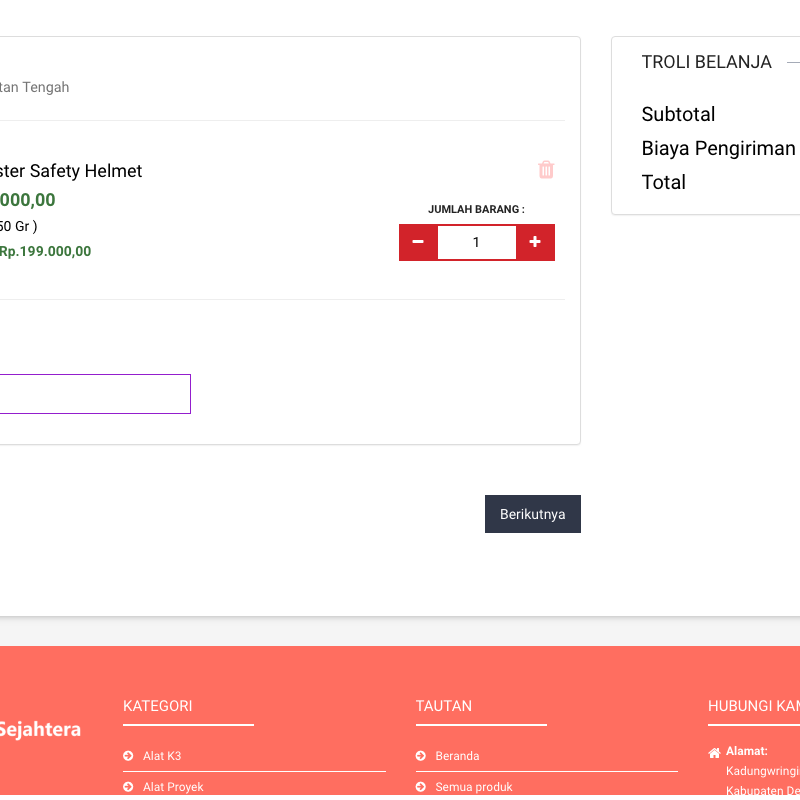 TROLI BELANJA
tan Tengah
Subtotal
Biaya Pengiriman
Total
ster Safety Helmet
000,00
50 Gr )
Rp.199.000,00
JUMLAH BARANG :
1
Berikutnya
Sejahtera
KATEGORI
Alat K3
Alat Proyek
TAUTAN
Beranda
Semua produk
HUBUNGI KAM
Alamat:
Kadungwringi
Kabupaten De